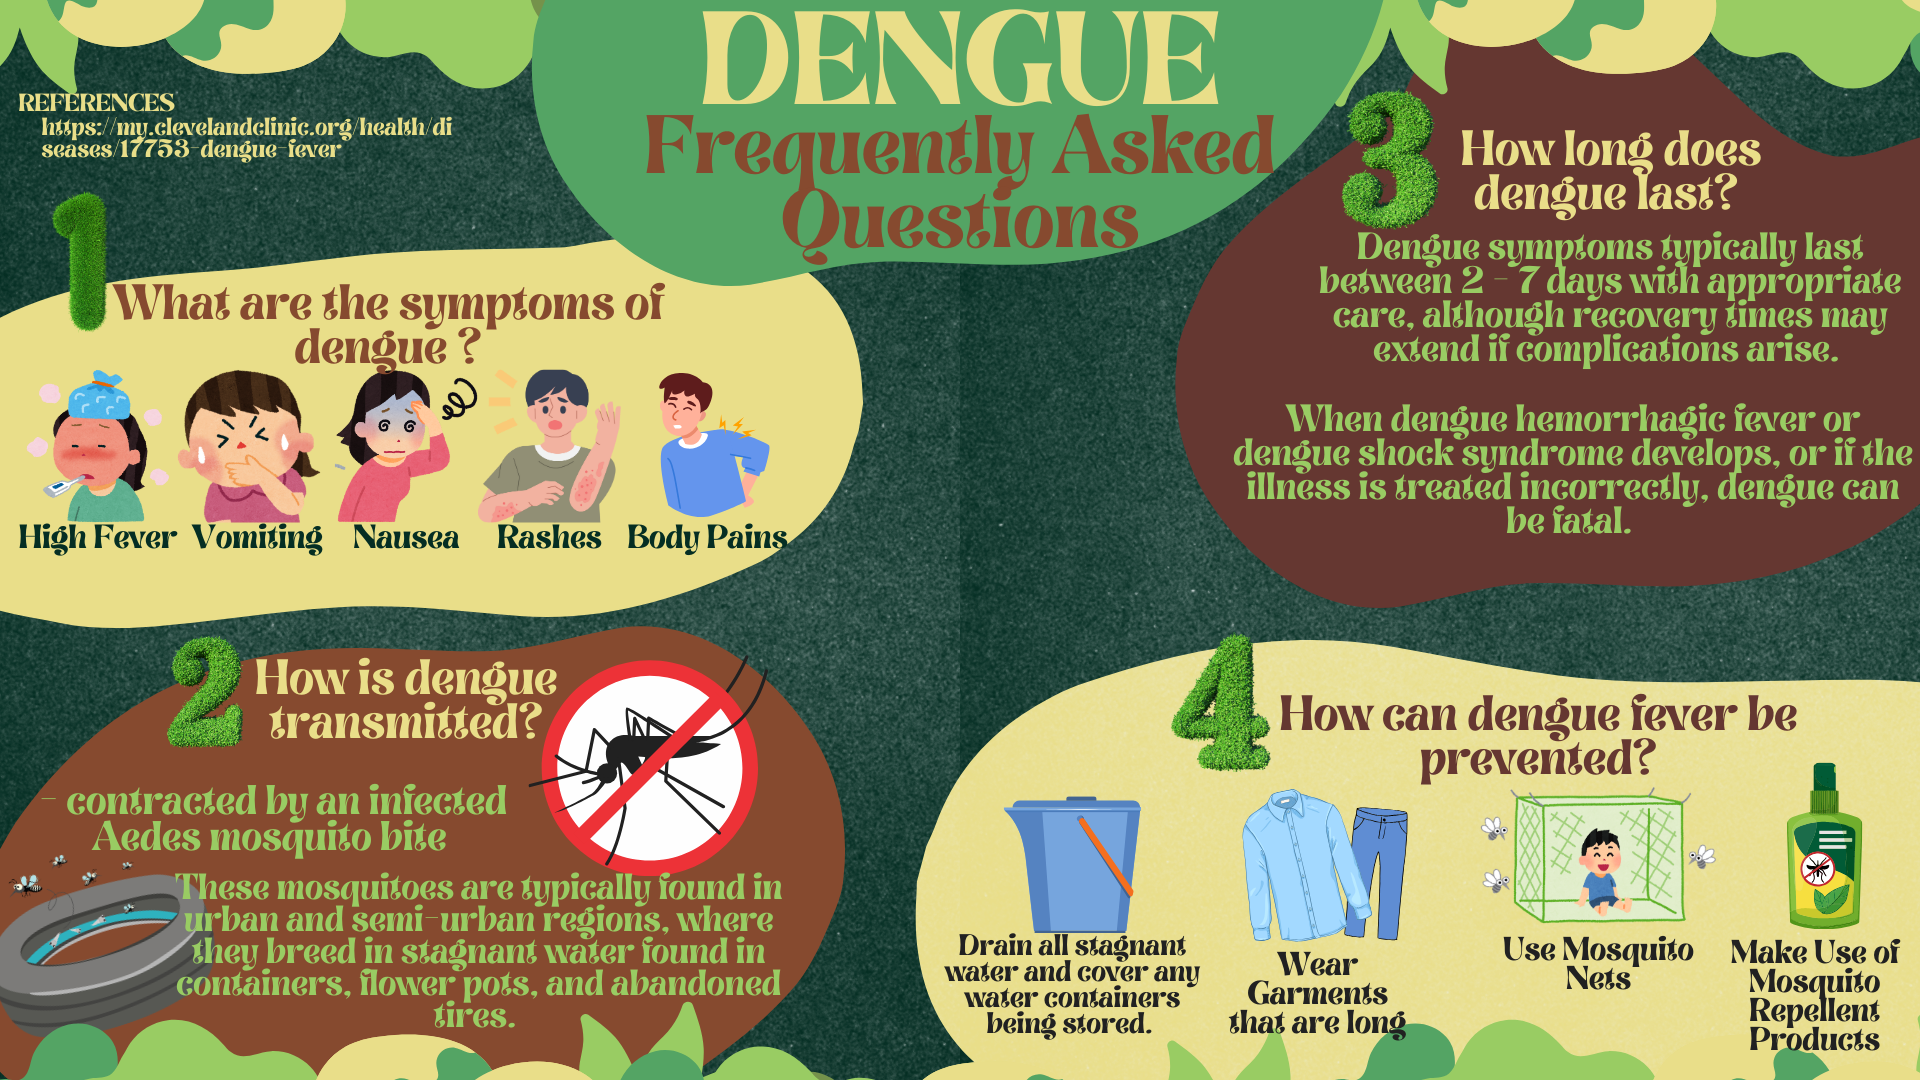 DENGUE
Frequently Asked
Questions
REFERENCES
https://my.clevelandclinic.org/health/di
seases/17753-dengue-fever
1
What are the symptoms of
dengue ?
High Fever
Vomiting
Nausea
Rashes
Body Pains
2
How is dengue
transmitted?
- contracted by an infected
Aedes mosquito bite
These mosquitoes are typically found in
urban and semi-urban regions, where
they breed in stagnant water found in
containers, flower pots, and abandoned
tires.
3
How long does
dengue last?
Dengue symptoms typically last
between 2 - 7 days with appropriate
care, although recovery times may
extend if complications arise.
When dengue hemorrhagic fever or
dengue shock syndrome develops, or if the
illness is treated incorrectly, dengue can
be fatal.
4
How can dengue fever be
prevented?
Drain all stagnant
water and cover any
water containers
being stored.
Wear
Garments
that are long
Use Mosquito
Nets
Make Use of
Mosquito
Repellent
Products